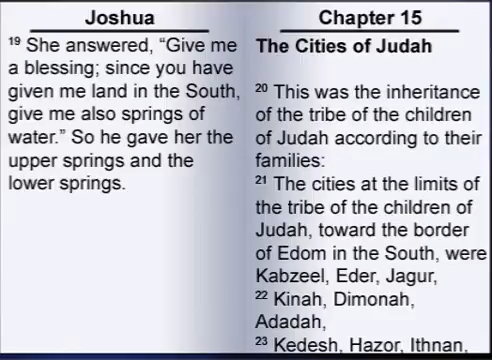 Joshua
19 She answered, “Give me
a blessing; since you have
given me land in the South,
give me also springs of
water.” So he gave her the
upper springs and the
lower springs.
Chapter 15
The Cities of Judah
20 This was the inheritance
of the tribe of the children
of Judah according to their
families:
21 The cities at the limits of
the tribe of the children of
Judah, toward the border
of Edom in the South, were
Kabzeel, Eder, Jagur,
22 Kinah, Dimonah,
Adadah,
23 Kedesh, Hazor, Ithnan,